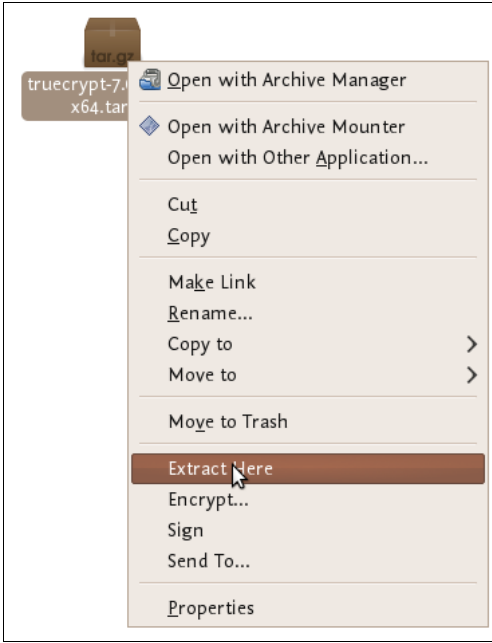 tar.gz
truecrypt-7.
x64.tar
Open with Archive Manager
Open with Archive Mounter
Open with Other Application...
Cut
Copy
Make Link
Rename...
Copy to
Move to
Move to Trash
Extract Here
Encrypt...
Sign
Send To...
Properties